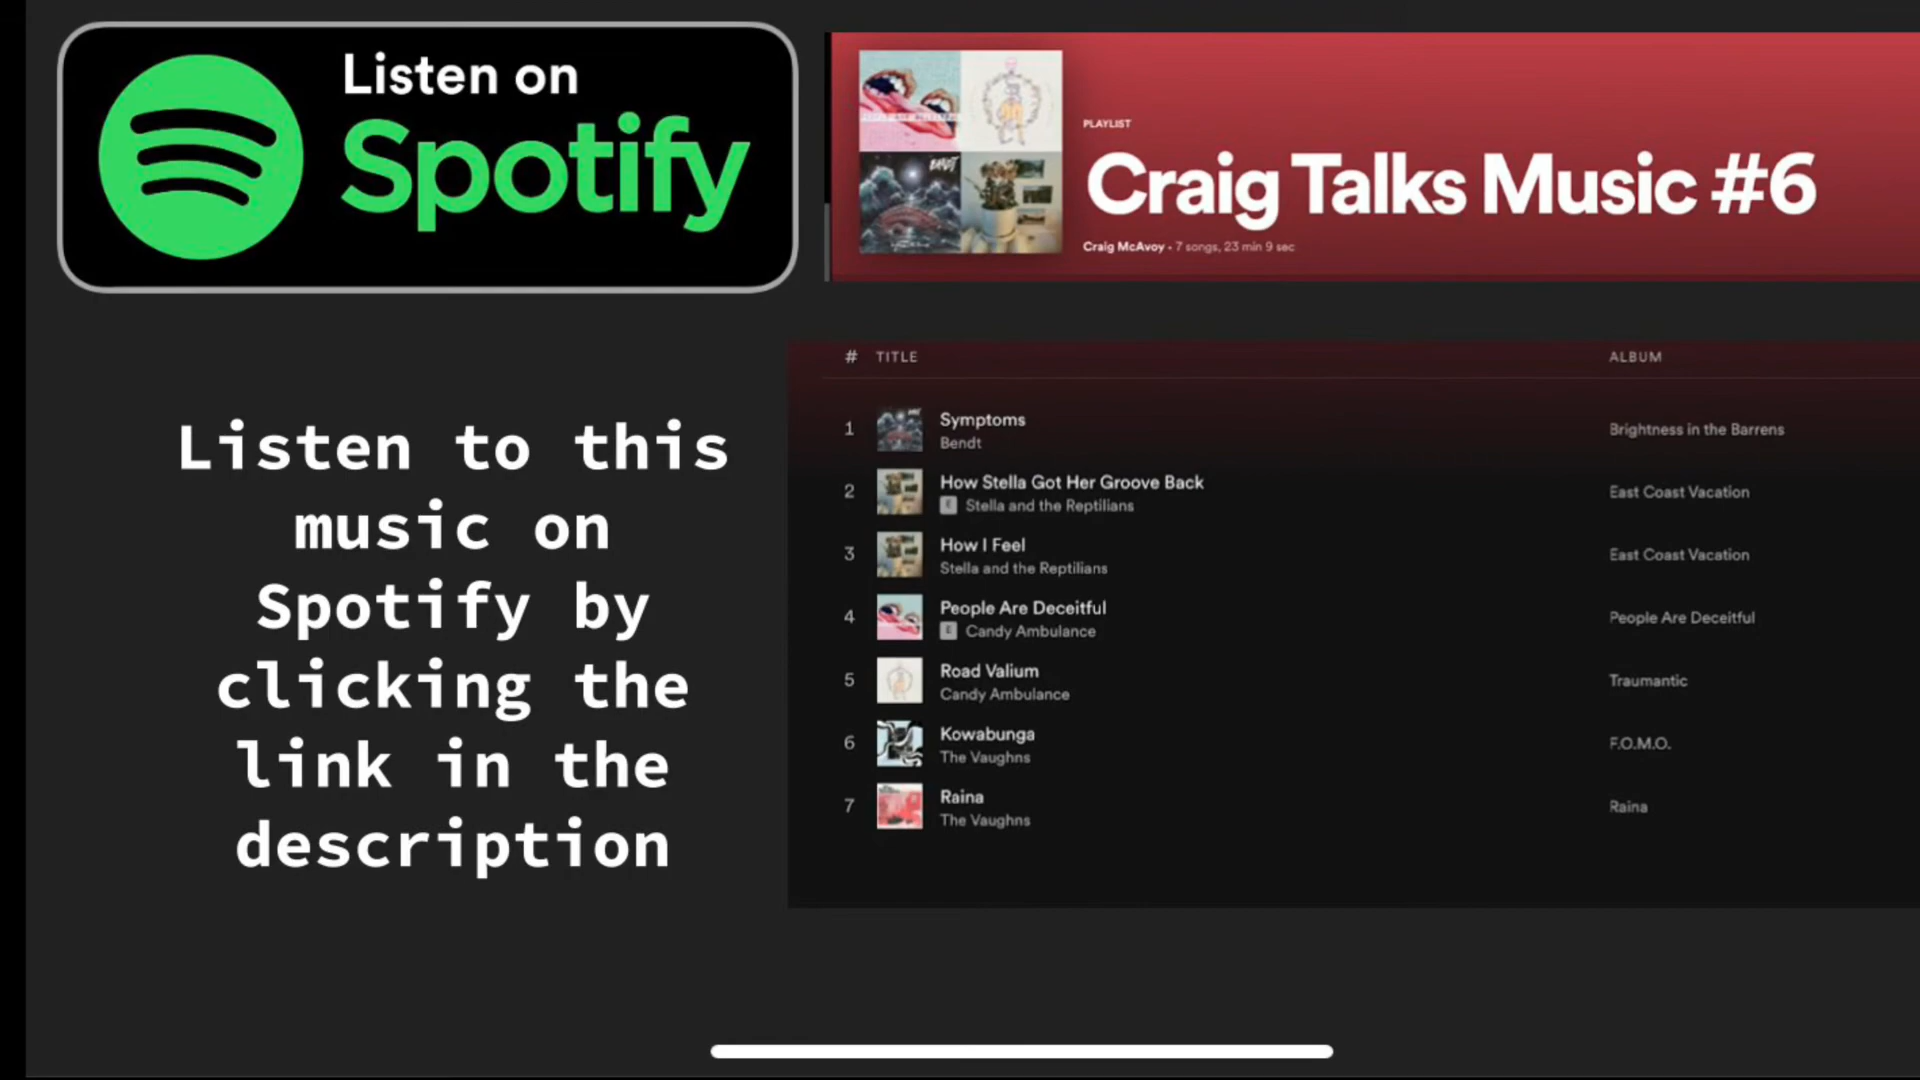 Listen on
Spotify
PLAYLIST
Craig Talks Music #6
Craig McAvoy • 7 songs, 23 min 9 sec
Listen to this
music on
Spotify by
clicking the
link in the
description
# TITLE ALBUM
1 Symptoms Brightness in the Barrens
Bendt
2 How Stella Got Her Groove Back East Coast Vacation
E Stella and the Reptilians
3 How I Feel East Coast Vacation
Stella and the Reptilians
4 People Are Deceitful People Are Deceitful
E Candy Ambulance
5 Road Valium Traumantic
Candy Ambulance
6 Kowabunga F.O.M.O.
The Vaughns
7 Raina Raina
The Vaughns